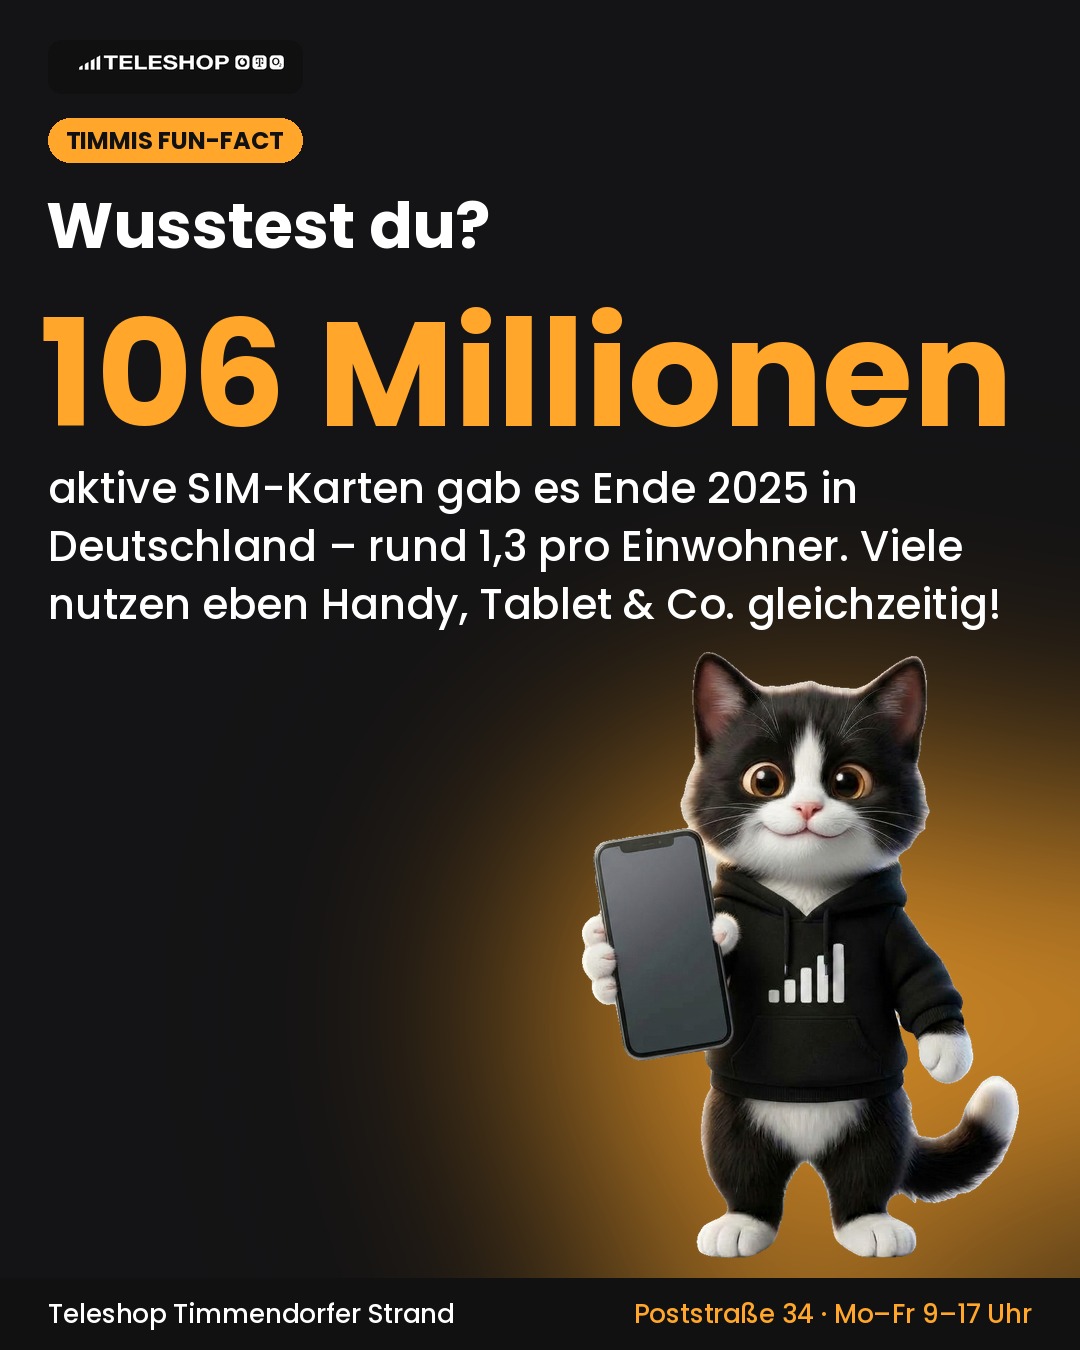 TELESHOP
TIMMIS FUN-FACT
Wusstest du?
106 Millionen
aktive SIM-Karten gab es Ende 2025 in
Deutschland – rund 1,3 pro Einwohner. Viele
nutzen eben Handy, Tablet & Co. gleichzeitig!
Teleshop Timmendorfer Strand
Poststraße 34 · Mo–Fr 9–17 Uhr